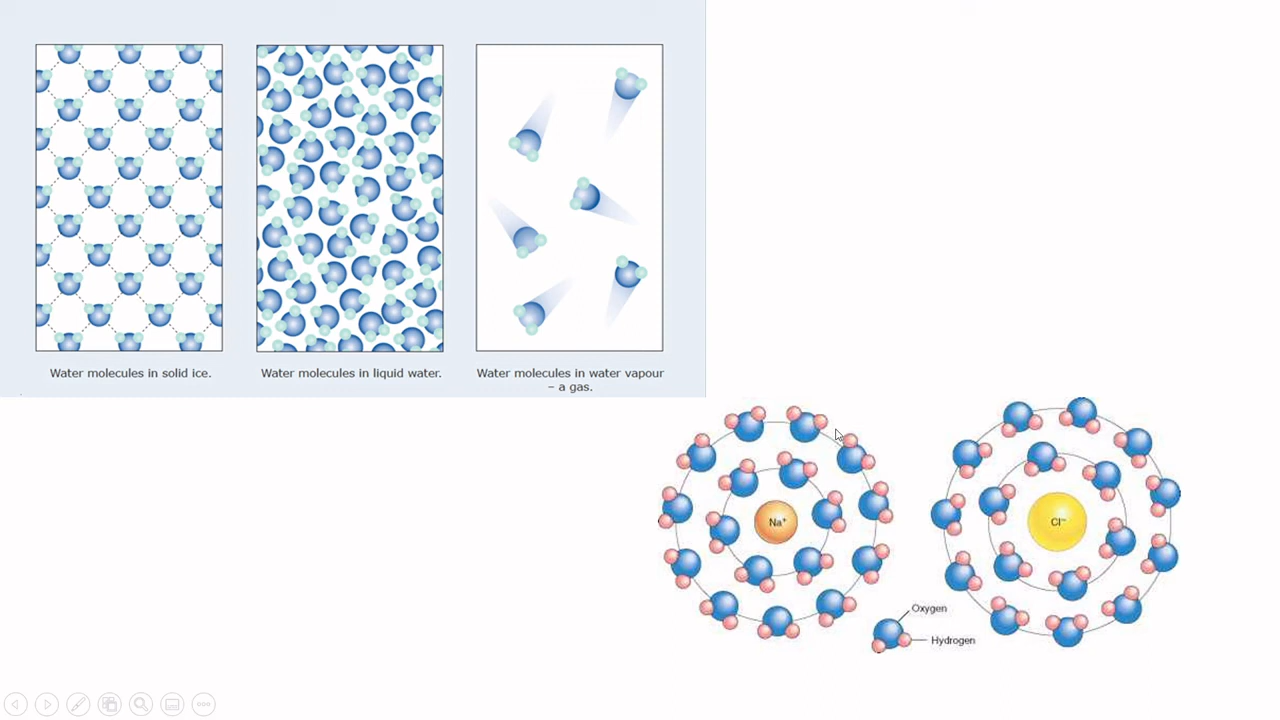 Water molecules in solid ice.
Water molecules in liquid water.
Water molecules in water vapour
– a gas.
Na⁺
Cl⁻
Oxygen
Hydrogen